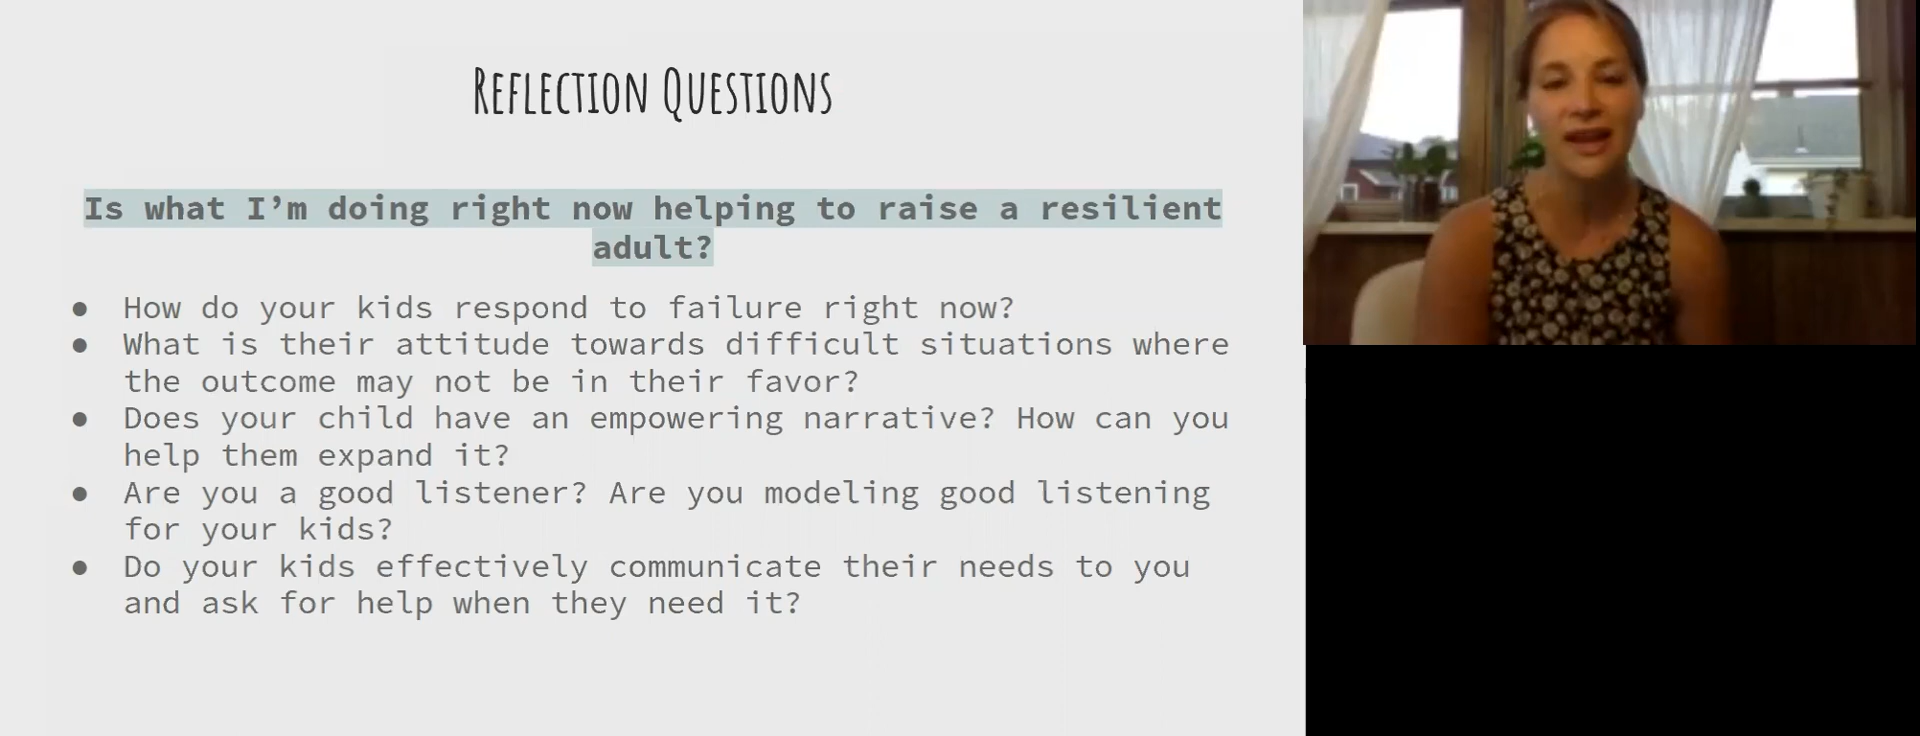 Reflection Questions
Is what I’m doing right now helping to raise a resilient
adult?
● How do your kids respond to failure right now?
● What is their attitude towards difficult situations where
the outcome may not be in their favor?
● Does your child have an empowering narrative? How can you
help them expand it?
● Are you a good listener? Are you modeling good listening
for your kids?
● Do your kids effectively communicate their needs to you
and ask for help when they need it?